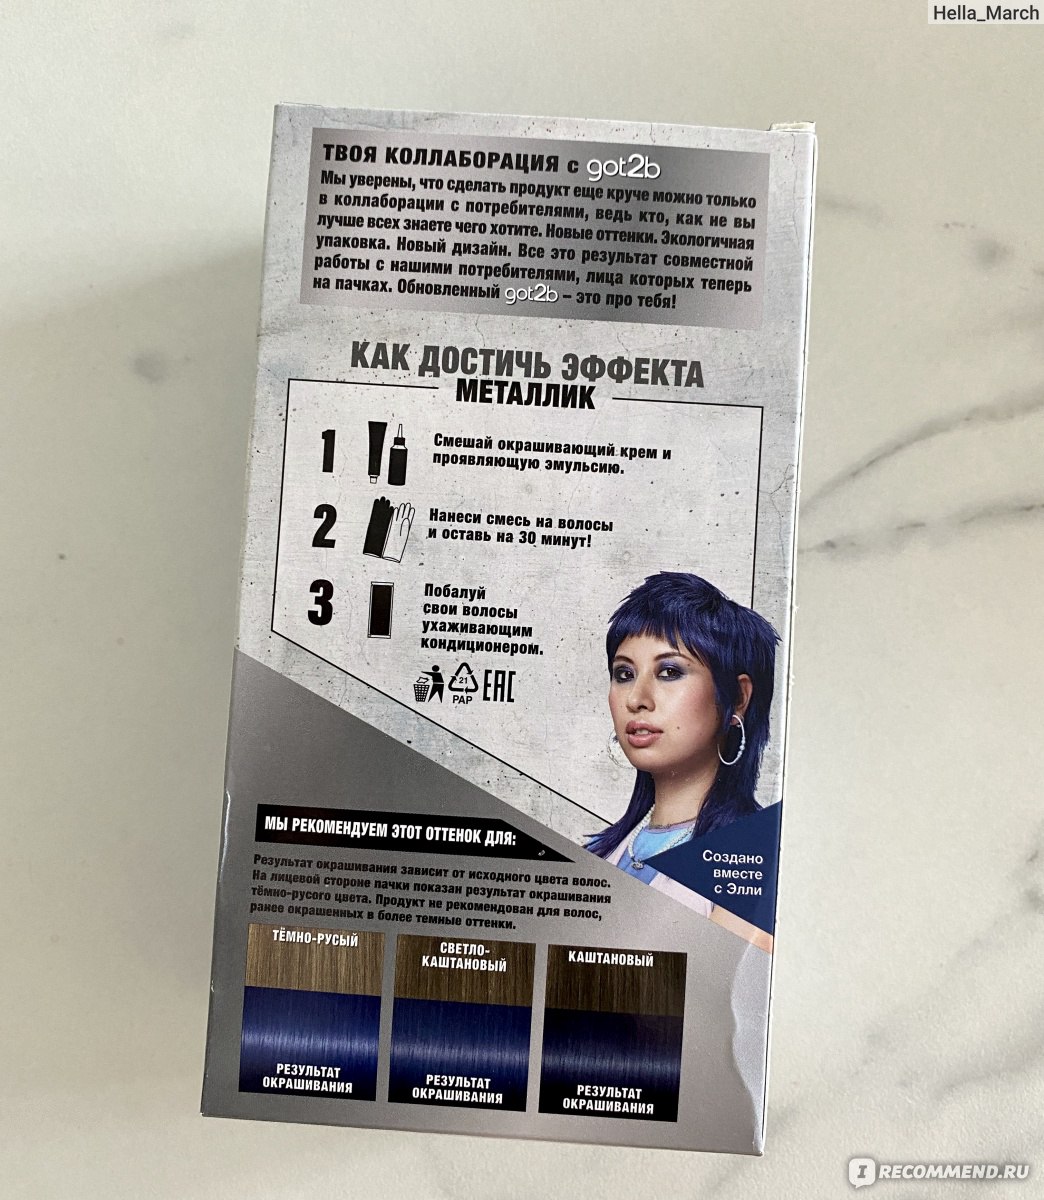 Hella_March
ТВОЯ КОЛЛАБОРАЦИЯ с got2b
Мы уверены, что сделать продукт еще круче можно только
в коллаборации с потребителями, ведь кто, как не вы
лучше всех знаете чего хотите. Новые оттенки. Экологичная
упаковка. Новый дизайн. Все это результат совместной
работы с нашими потребителями, лица которых теперь
на пачках. Обновленный got2b – это про тебя!
КАК ДОСТИЧЬ ЭФФЕКТА
МЕТАЛЛИК
1
Смешай окрашивающий крем и
проявляющую эмульсию.
2
Нанеси смесь на волосы
и оставь на 30 минут!
3
Побалуй
свои волосы
ухаживающим
кондиционером.
21
PAP
EAC
Создано
вместе
с Элли
МЫ РЕКОМЕНДУЕМ ЭТОТ ОТТЕНОК ДЛЯ:
Результат окрашивания зависит от исходного цвета волос.
На лицевой стороне пачки показан результат окрашивания
тёмно-русого цвета. Продукт не рекомендован для волос,
ранее окрашенных в более темные оттенки.
ТЁМНО-РУСЫЙ
РЕЗУЛЬТАТ
ОКРАШИВАНИЯ
СВЕТЛО-
КАШТАНОВЫЙ
РЕЗУЛЬТАТ
ОКРАШИВАНИЯ
КАШТАНОВЫЙ
РЕЗУЛЬТАТ
ОКРАШИВАНИЯ
I RECOMMEND.RU